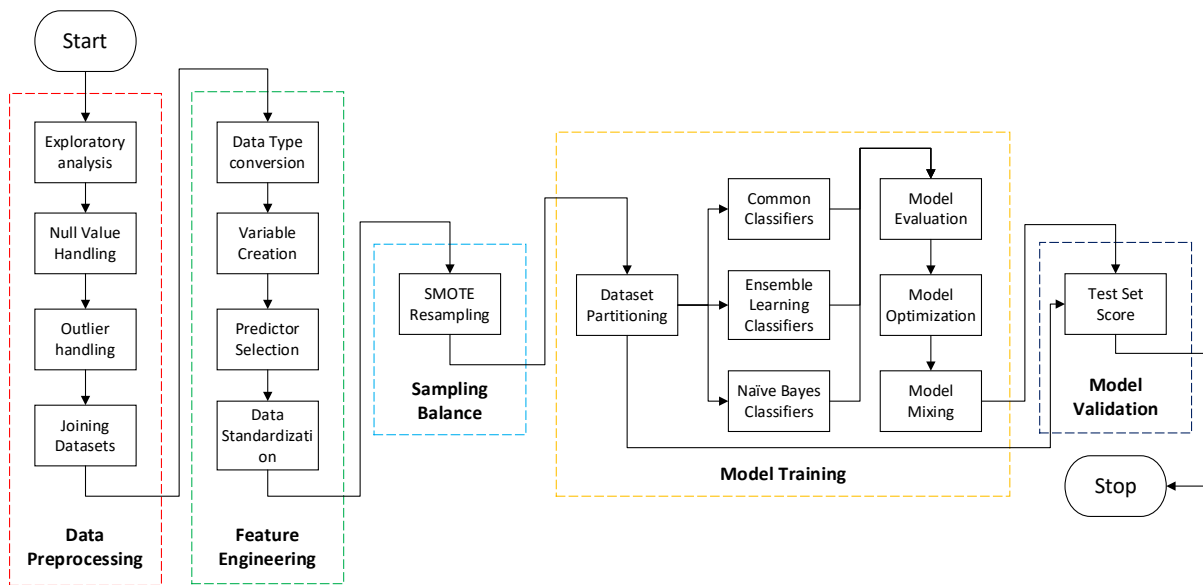 Start
Exploratory
analysis
Null Value
Handling
Outlier
handling
Joining
Datasets
Data
Preprocessing
Data Type
conversion
Variable
Creation
Predictor
Selection
Data
Standardizati
on
Feature
Engineering
SMOTE
Resampling
Sampling
Balance
Dataset
Partitioning
Common
Classifiers
Ensemble
Learning
Classifiers
Naïve Bayes
Classifiers
Model
Evaluation
Model
Optimization
Model
Mixing
Model Training
Test Set
Score
Model
Validation
Stop